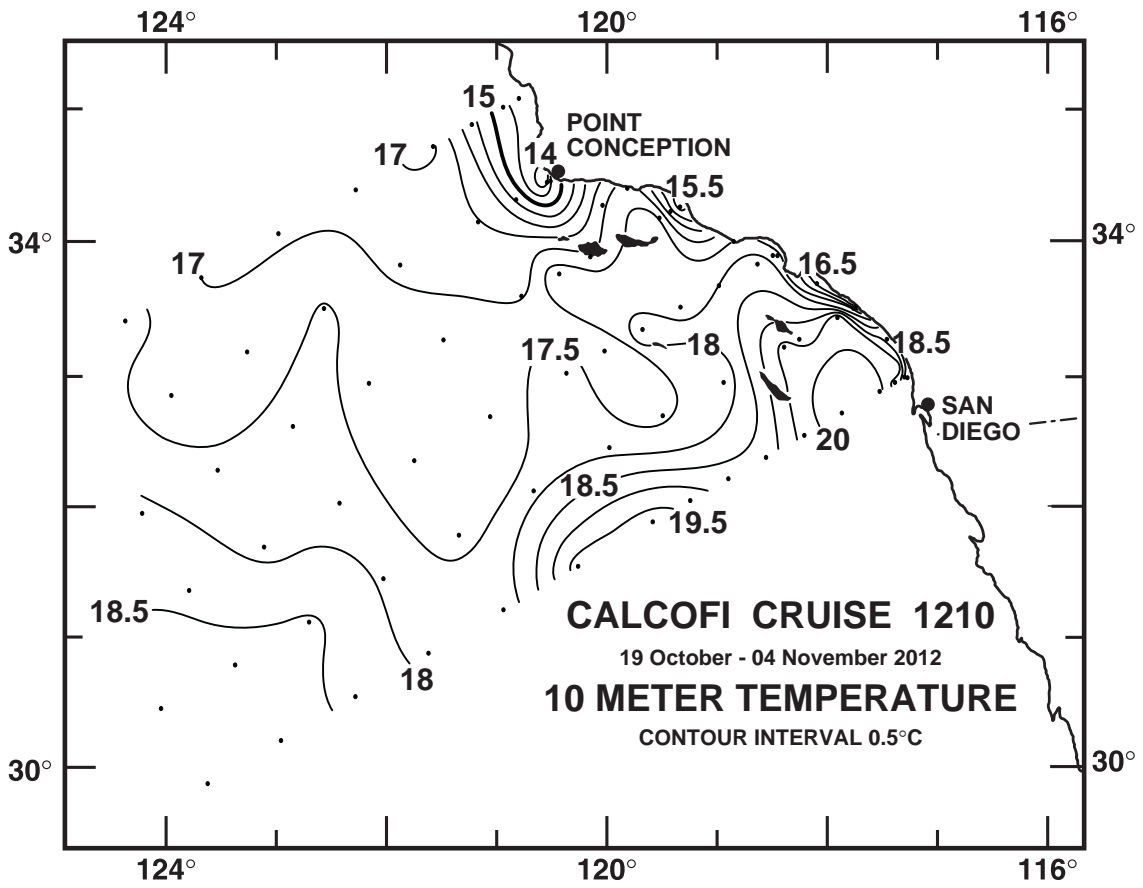 124° 120° 116°
15
POINT
CONCEPTION
14
17
15.5
34° 34°
17
16.5
17.5 18 18.5
SAN
DIEGO
20
18.5
19.5
18.5
CALCOFI CRUISE 1210
19 October - 04 November 2012
18
10 METER TEMPERATURE
CONTOUR INTERVAL 0.5°C
30° 30°
124° 120° 116°